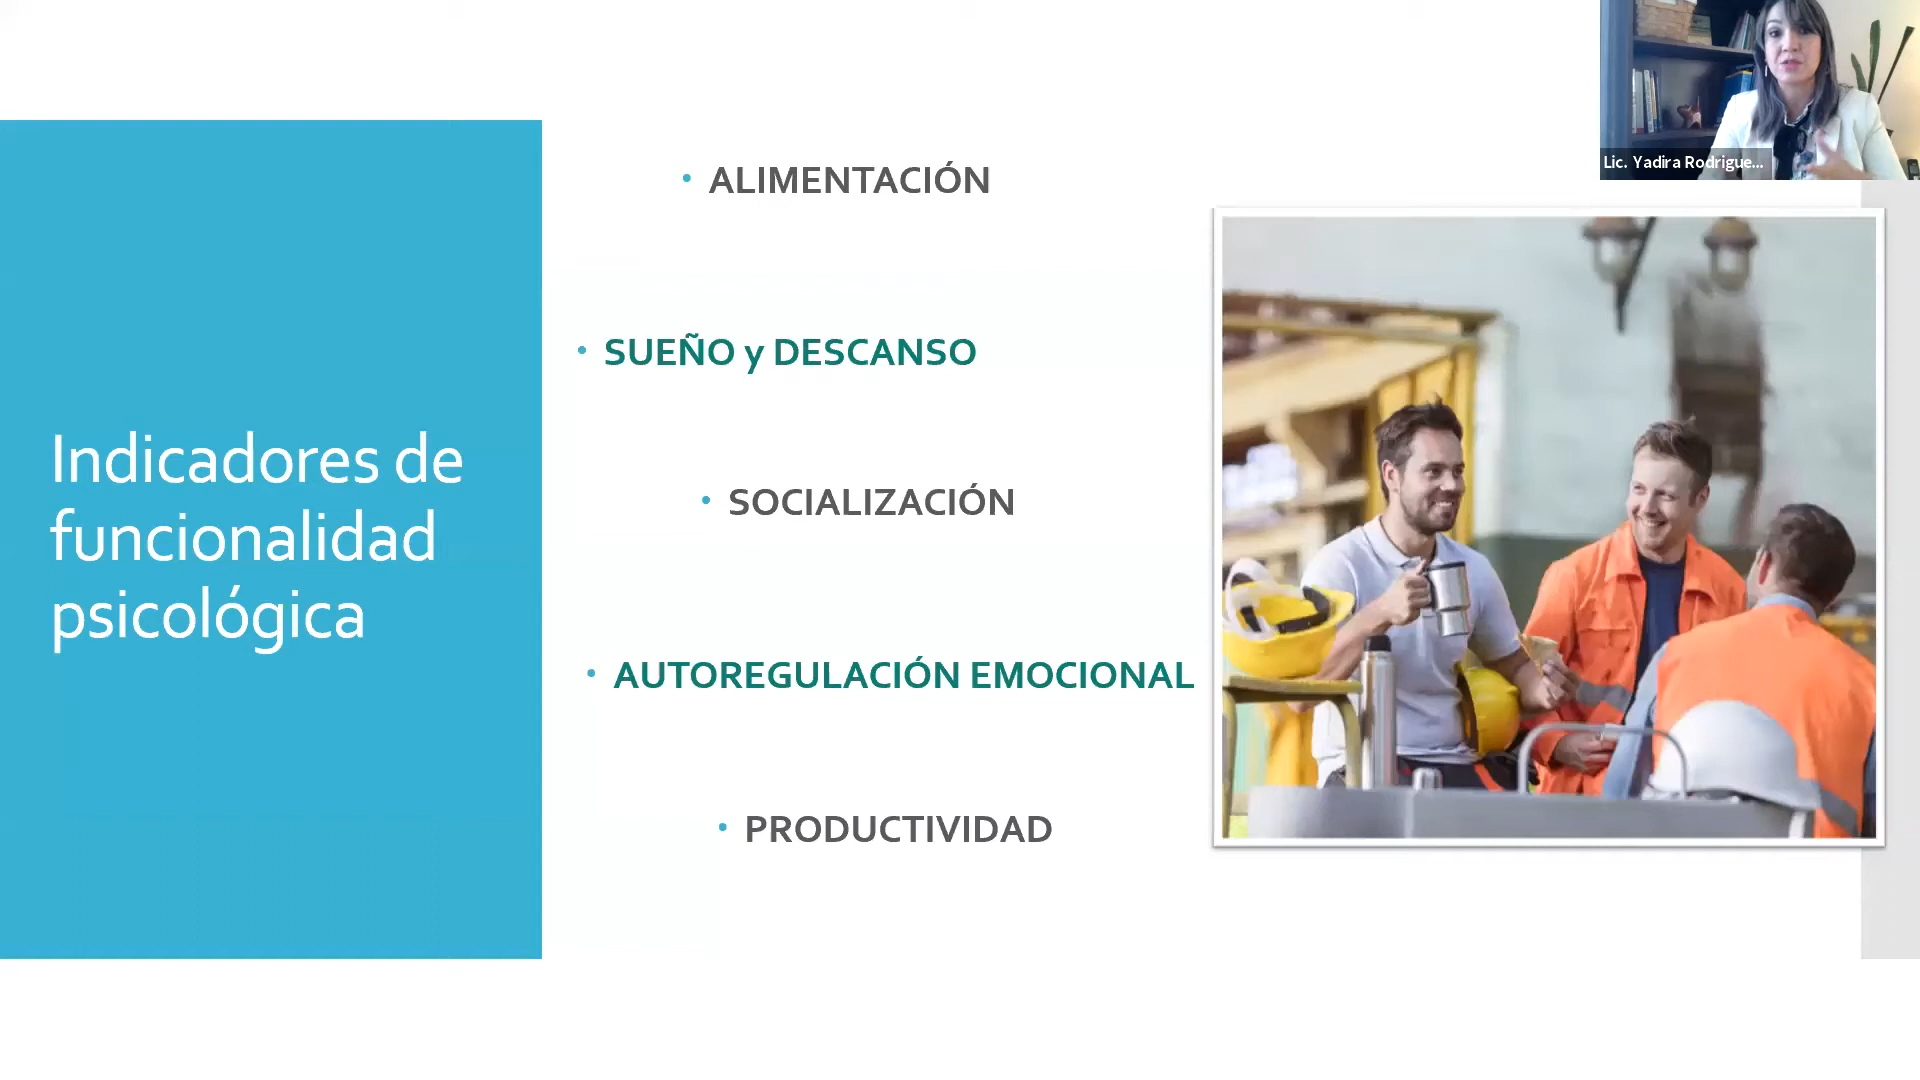 Lic. Yadira Rodrigue...
Indicadores de
funcionalidad
psicológica
• ALIMENTACIÓN
• SUEÑO y DESCANSO
• SOCIALIZACIÓN
• AUTOREGULACIÓN EMOCIONAL
• PRODUCTIVIDAD